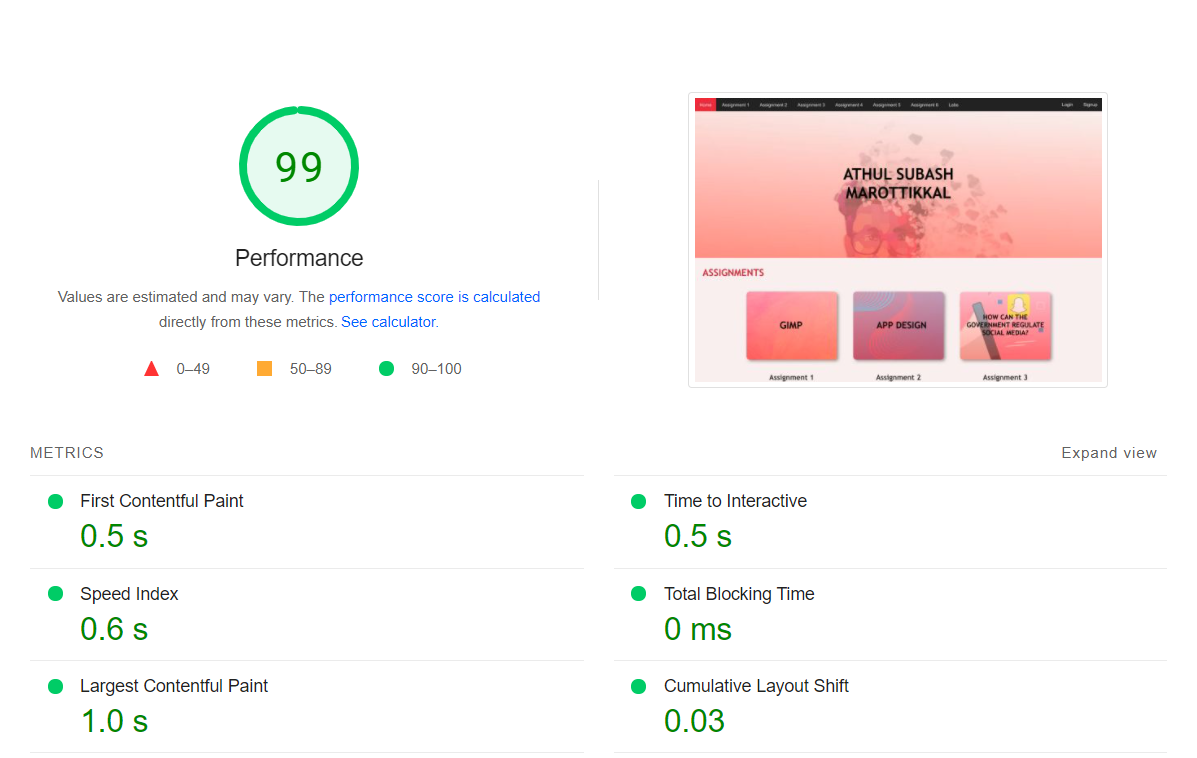 99
Performance
Values are estimated and may vary. The performance score is calculated
directly from these metrics. See calculator.
0–49 50–89 90–100
Home Assignment 1 Assignment 2 Assignment 3 Assignment 4 Assignment 5 Assignment 6 Labs Login Signup
ATHUL SUBASH
MAROTTIKKAL
ASSIGNMENTS
GIMP
APP DESIGN
HOW CAN THE
GOVERNMENT REGULATE
SOCIAL MEDIA?
Assignment 1 Assignment 2 Assignment 3
METRICS
Expand view
First Contentful Paint
0.5 s
Time to Interactive
0.5 s
Speed Index
0.6 s
Total Blocking Time
0 ms
Largest Contentful Paint
1.0 s
Cumulative Layout Shift
0.03